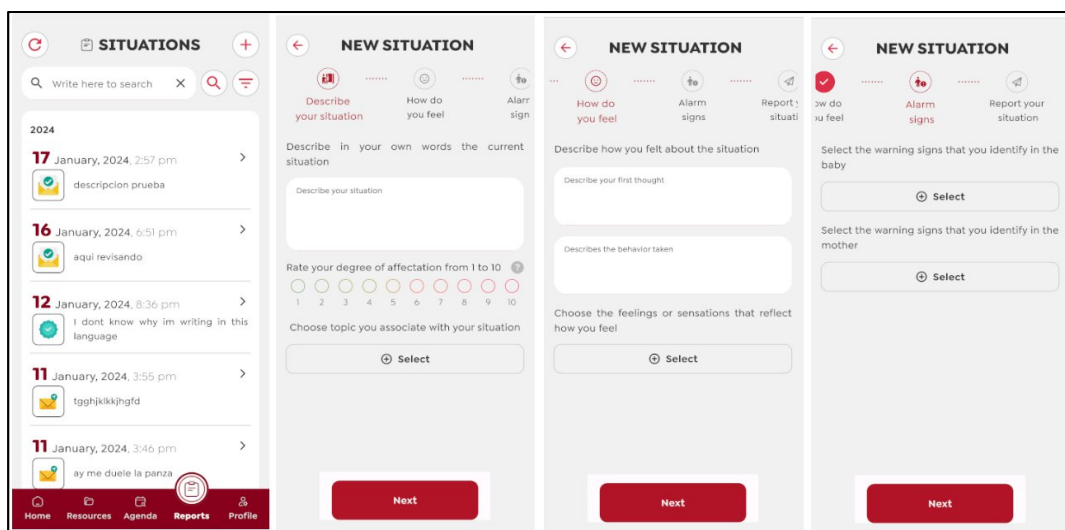 SITUATIONS
Write here to search
2024
17 January, 2024, 2:57 pm
descripcion prueba
16 January, 2024, 6:51 pm
aqui revisando
12 January, 2024, 8:36 pm
I dont know why im writing in this
language
11 January, 2024, 3:55 pm
tgghjklkkjhgfd
11 January, 2024, 3:46 pm
ay me duele la panza
Home Resources Agenda Reports Profile
NEW SITUATION
Describe
your situation
How do
you feel
Alarr
sign
Describe in your own words the current
situation
Describe your situation
Rate your degree of affectation from 1 to 10 ?
1 2 3 4 5 6 7 8 9 10
Choose topic you associate with your situation
Select
Next
NEW SITUATION
How do
you feel
Alarm
signs
Report y
situati
Describe how you felt about the situation
Describe your first thought
Describes the behavior taken
Choose the feelings or sensations that reflect
how you feel
Select
Next
NEW SITUATION
ow do
ou feel
Alarm
signs
Report your
situation
Select the warning signs that you identify in the
baby
Select
Select the warning signs that you identify in the
mother
Select
Next